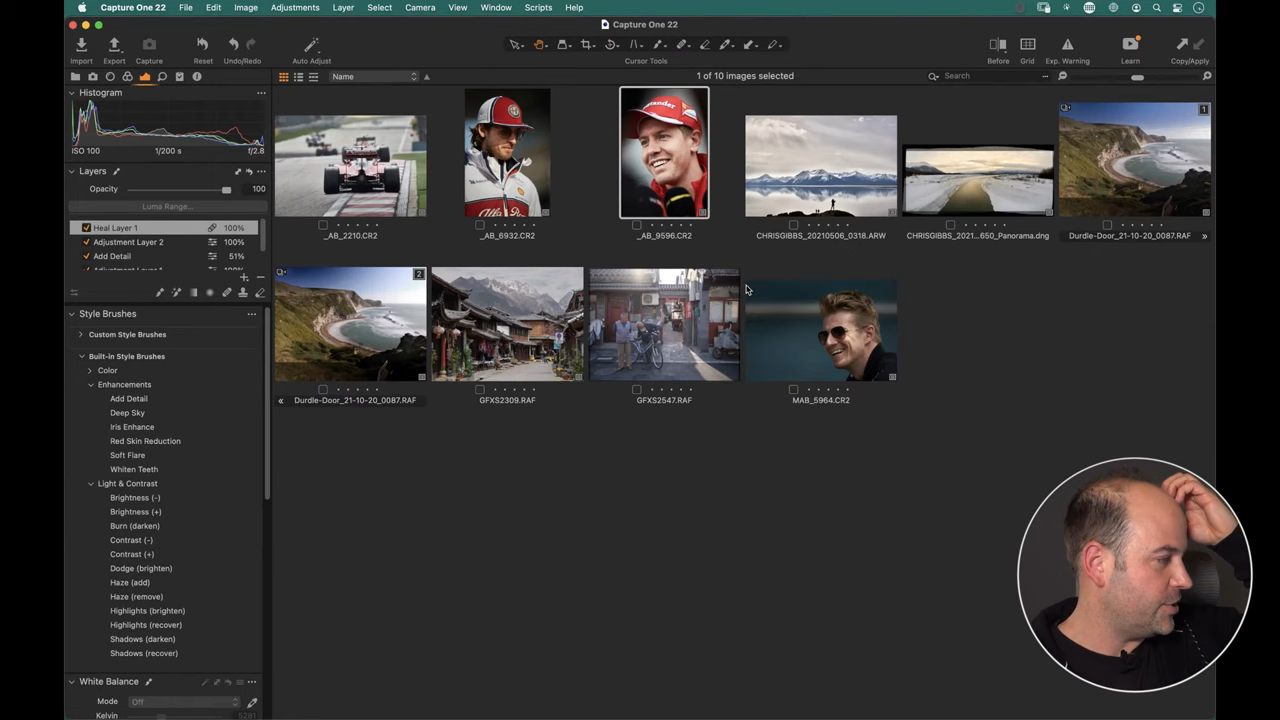 Capture One 22 File Edit Image Adjustments Layer Select Camera View Window Scripts Help
Capture One 22
Import Export Capture Reset Undo/Redo Auto Adjust Cursor Tools Before Grid Exp. Warning Learn Copy/Apply
Name
1 of 10 images selected
Search
Histogram
ISO 100 1/200 s f/2.8
Layers
Opacity 100
Luma Range...
Heal Layer 1 100%
Adjustment Layer 2 100%
Add Detail 51%
Style Brushes
Custom Style Brushes
Built-in Style Brushes
Color
Enhancements
Add Detail
Deep Sky
Iris Enhance
Red Skin Reduction
Soft Flare
Whiten Teeth
Light & Contrast
Brightness (-)
Brightness (+)
Burn (darken)
Contrast (-)
Contrast (+)
Dodge (brighten)
Haze (add)
Haze (remove)
Highlights (brighten)
Highlights (recover)
Shadows (darken)
Shadows (recover)
White Balance
Mode Off
Kelvin 5281
Santander
Alfa Romeo
1
_AB_2210.CR2
_AB_6932.CR2
_AB_9596.CR2
CHRISGIBBS_20210506_0318.ARW
CHRISGIBBS_2021...650_Panorama.dng
Durdle-Door_21-10-20_0087.RAF »
2
« Durdle-Door_21-10-20_0087.RAF
GFXS2309.RAF
GFXS2547.RAF
MAB_5964.CR2